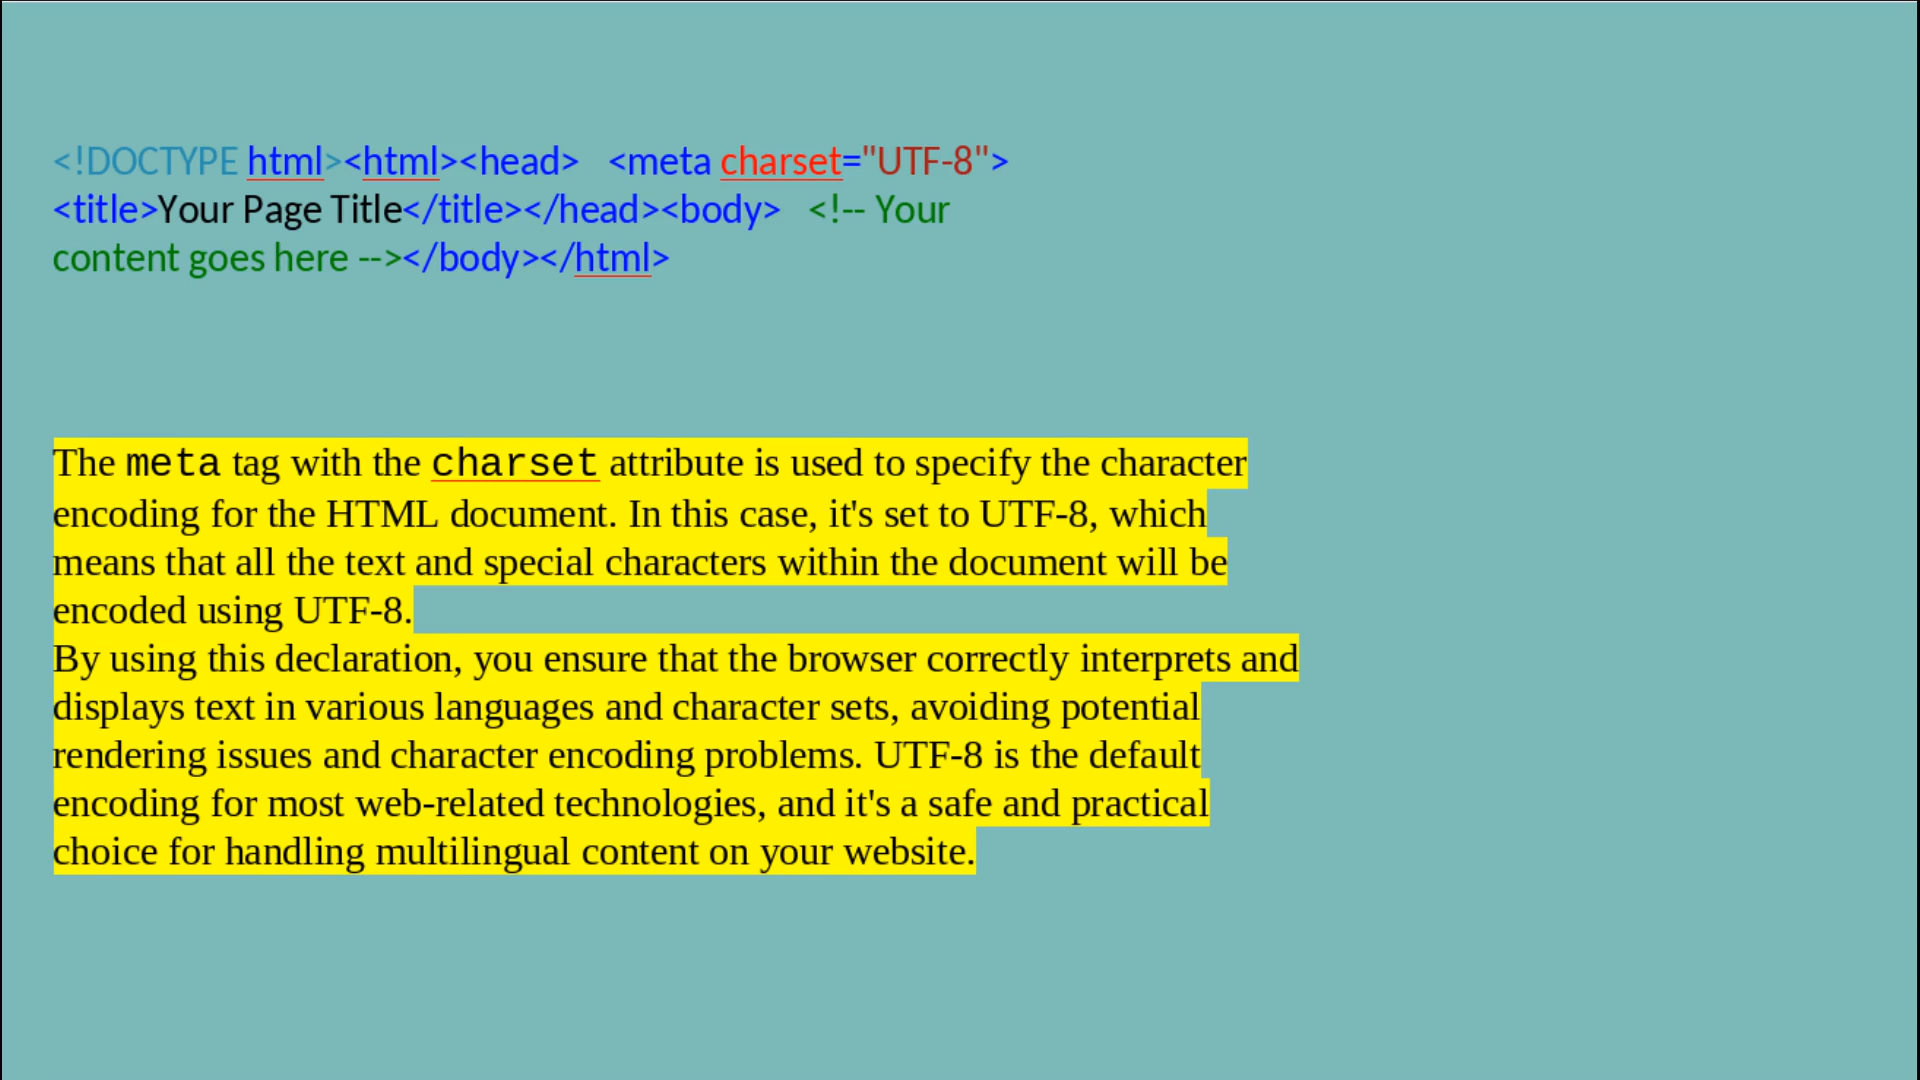 <!DOCTYPE html><html><head>   <meta charset="UTF-8">
<title>Your Page Title</title></head><body>   <!-- Your
content goes here --></body></html>
The meta tag with the charset attribute is used to specify the character
encoding for the HTML document. In this case, it's set to UTF-8, which
means that all the text and special characters within the document will be
encoded using UTF-8.
By using this declaration, you ensure that the browser correctly interprets and
displays text in various languages and character sets, avoiding potential
rendering issues and character encoding problems. UTF-8 is the default
encoding for most web-related technologies, and it's a safe and practical
choice for handling multilingual content on your website.